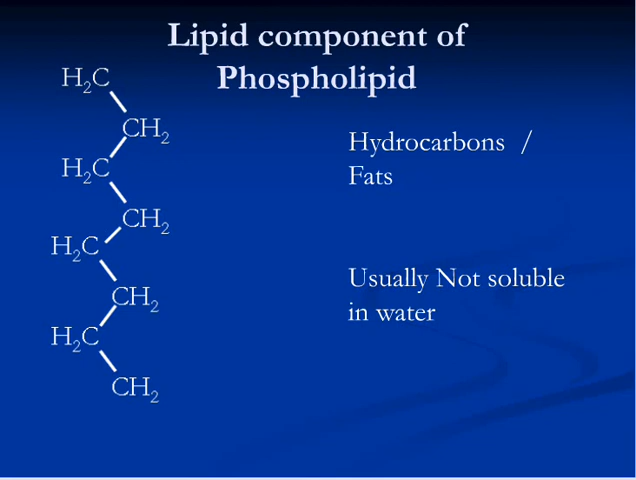 Lipid component of
Phospholipid
H₂C
CH₂
H₂C
CH₂
H₂C
CH₂
H₂C
CH₂
Hydrocarbons /
Fats
Usually Not soluble
in water